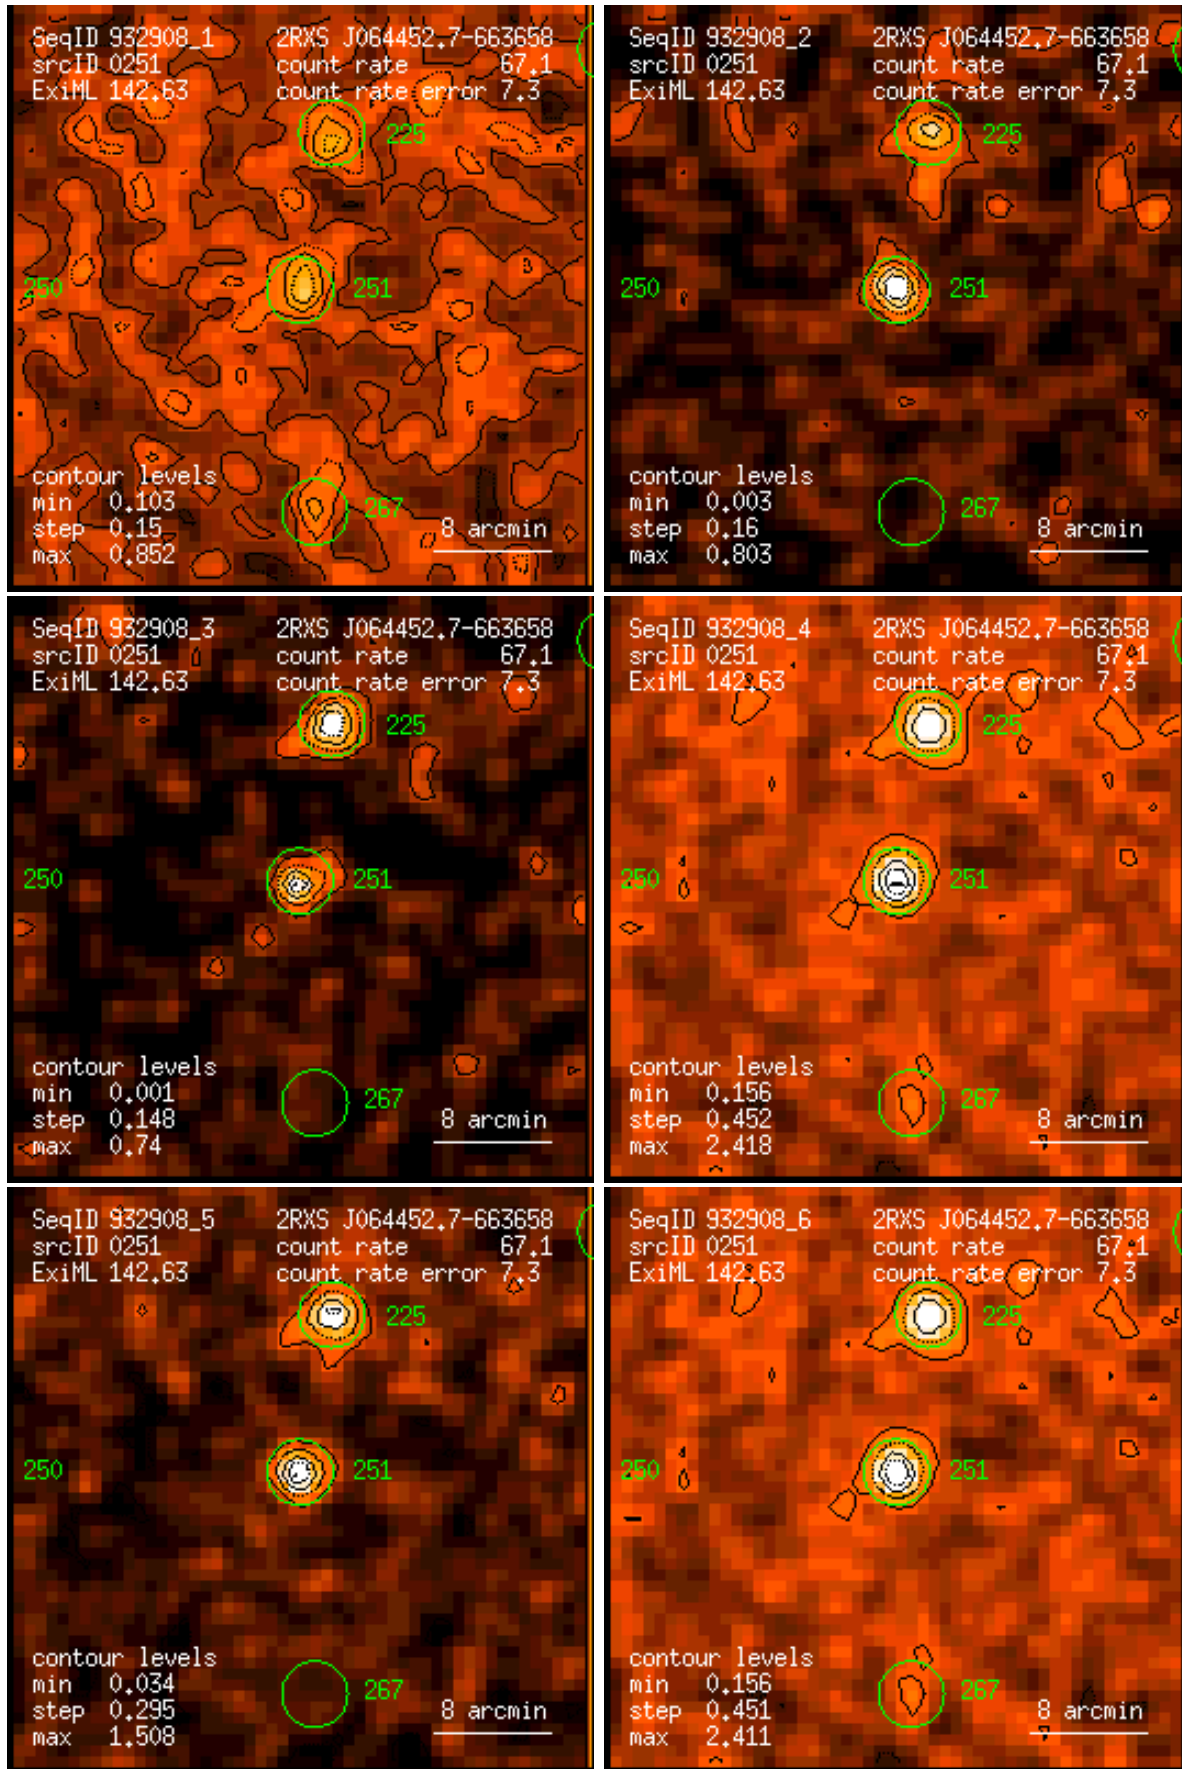 SeqID 932908_1 2RXS J064452.7-663658
srcID 0251 count rate 67.1
ExiML 142.63 count rate error 7.3
225
250 251
contour levels
min 0.103 267
step 0.15 8 arcmin
max 0.852
SeqID 932908_2 2RXS J064452.7-663658
srcID 0251 count rate 67.1
ExiML 142.63 count rate error 7.3
225
250 251
contour levels
min 0.003 267
step 0.16 8 arcmin
max 0.803
SeqID 932908_3 2RXS J064452.7-663658
srcID 0251 count rate 67.1
ExiML 142.63 count rate error 7.3
225
250 251
contour levels
min 0.001 267
step 0.148 8 arcmin
max 0.74
SeqID 932908_4 2RXS J064452.7-663658
srcID 0251 count rate 67.1
ExiML 142.63 count rate error 7.3
225
250 251
contour levels
min 0.156 267
step 0.452 8 arcmin
max 2.418
SeqID 932908_5 2RXS J064452.7-663658
srcID 0251 count rate 67.1
ExiML 142.63 count rate error 7.3
225
250 251
contour levels
min 0.034 267
step 0.295 8 arcmin
max 1.508
SeqID 932908_6 2RXS J064452.7-663658
srcID 0251 count rate 67.1
ExiML 142.63 count rate error 7.3
225
250 251
contour levels
min 0.156 267
step 0.451 8 arcmin
max 2.411